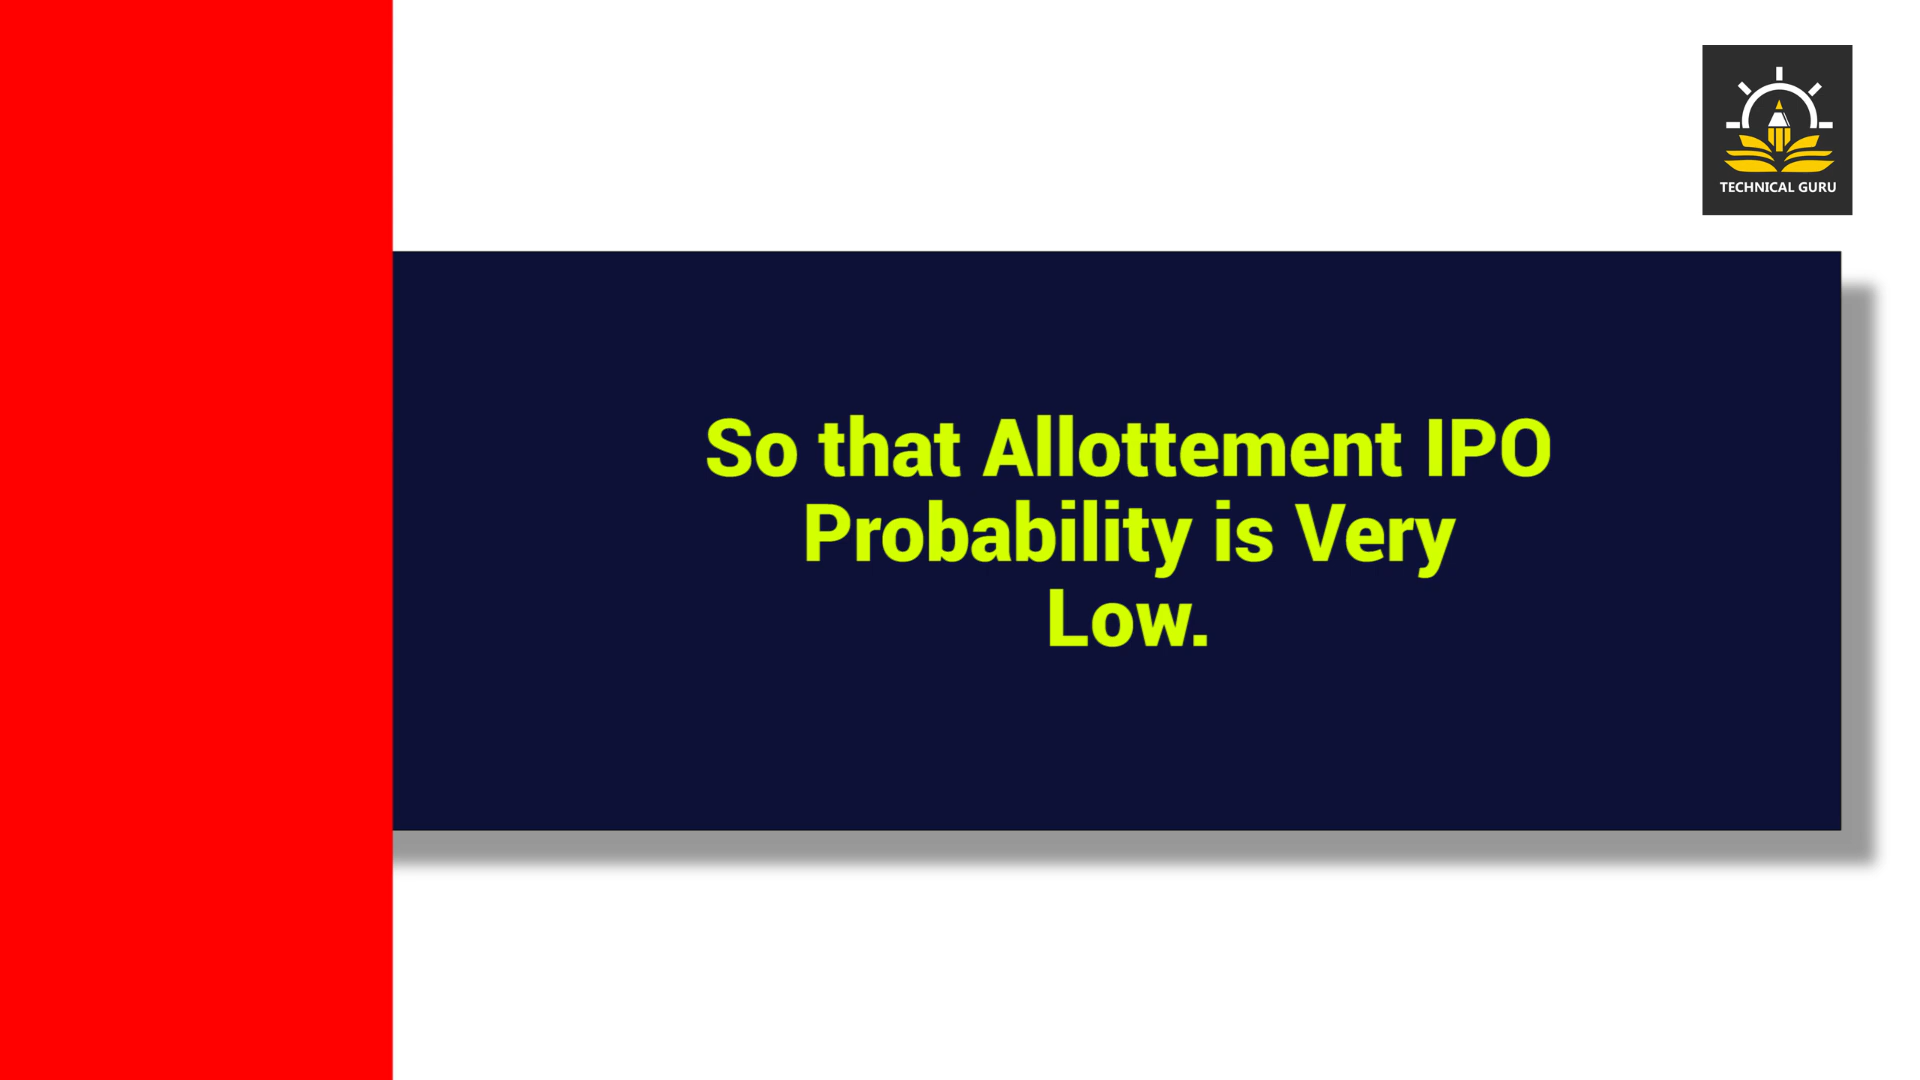 TECHNICAL GURU
So that Allottement IPO
Probability is Very
Low.